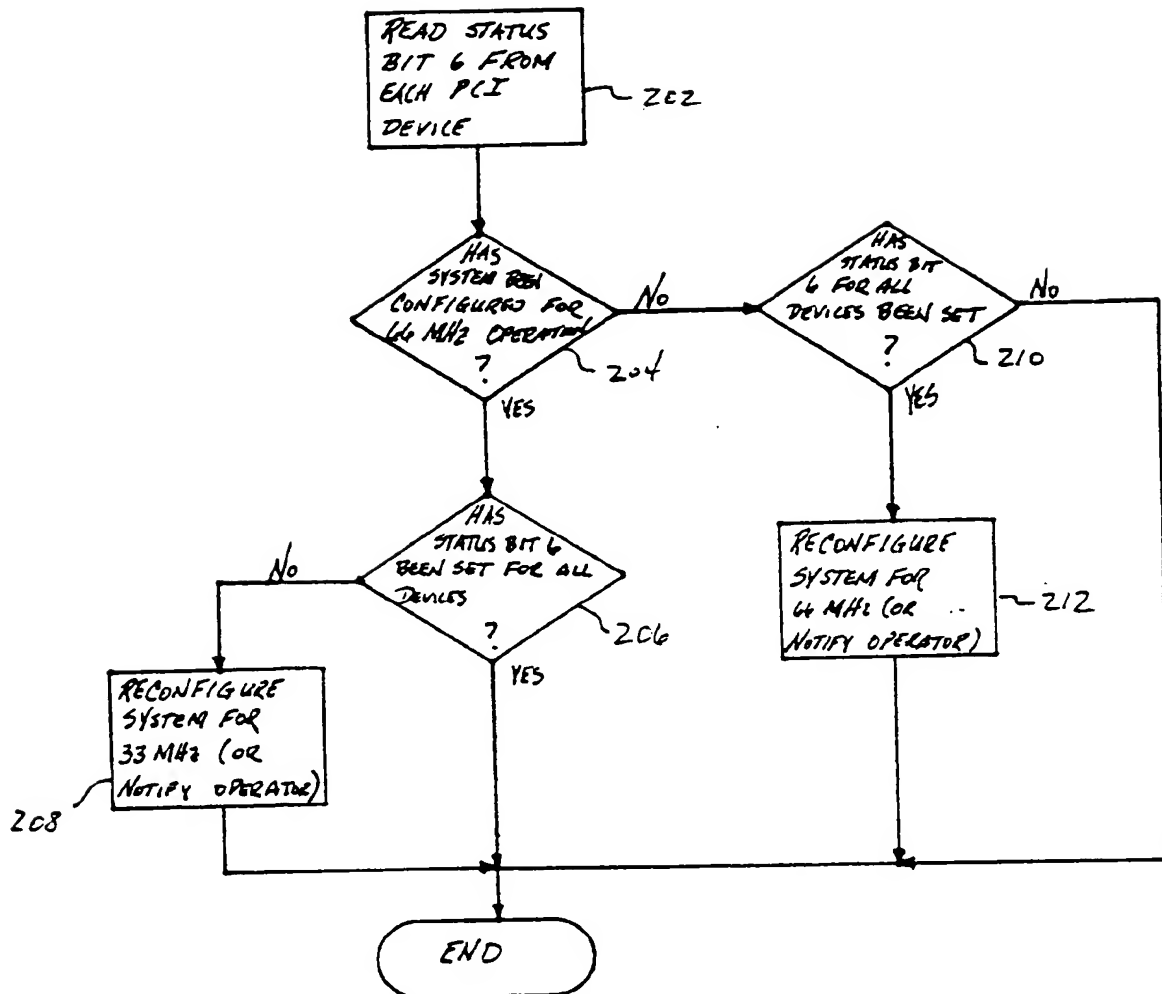 READ STATUS
BIT 6 FROM
EACH PCI
DEVICE
202
HAS
SYSTEM BEEN
CONFIGURED FOR
66 MHz OPERATION
?
204
No
YES
HAS
STATUS BIT
6 FOR ALL
DEVICES BEEN SET
?
210
No
YES
HAS
STATUS BIT 6
BEEN SET FOR ALL
DEVICES
?
206
No
YES
RECONFIGURE
SYSTEM FOR
66 MHz (OR
NOTIFY OPERATOR)
212
RECONFIGURE
SYSTEM FOR
33 MHz (OR
NOTIFY OPERATOR)
208
END